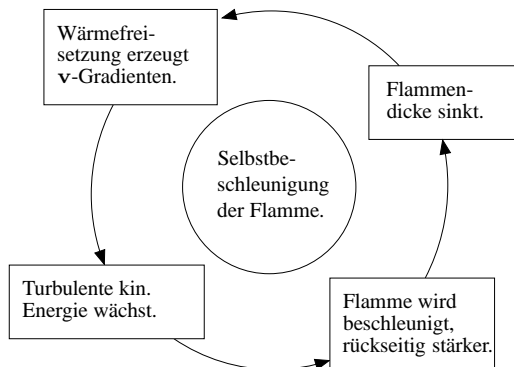 Wärmefrei-
setzung erzeugt
v-Gradienten.
Flammen-
dicke sinkt.
Selbstbe-
schleunigung
der Flamme.
Turbulente kin.
Energie wächst.
Flamme wird
beschleunigt,
rückseitig stärker.